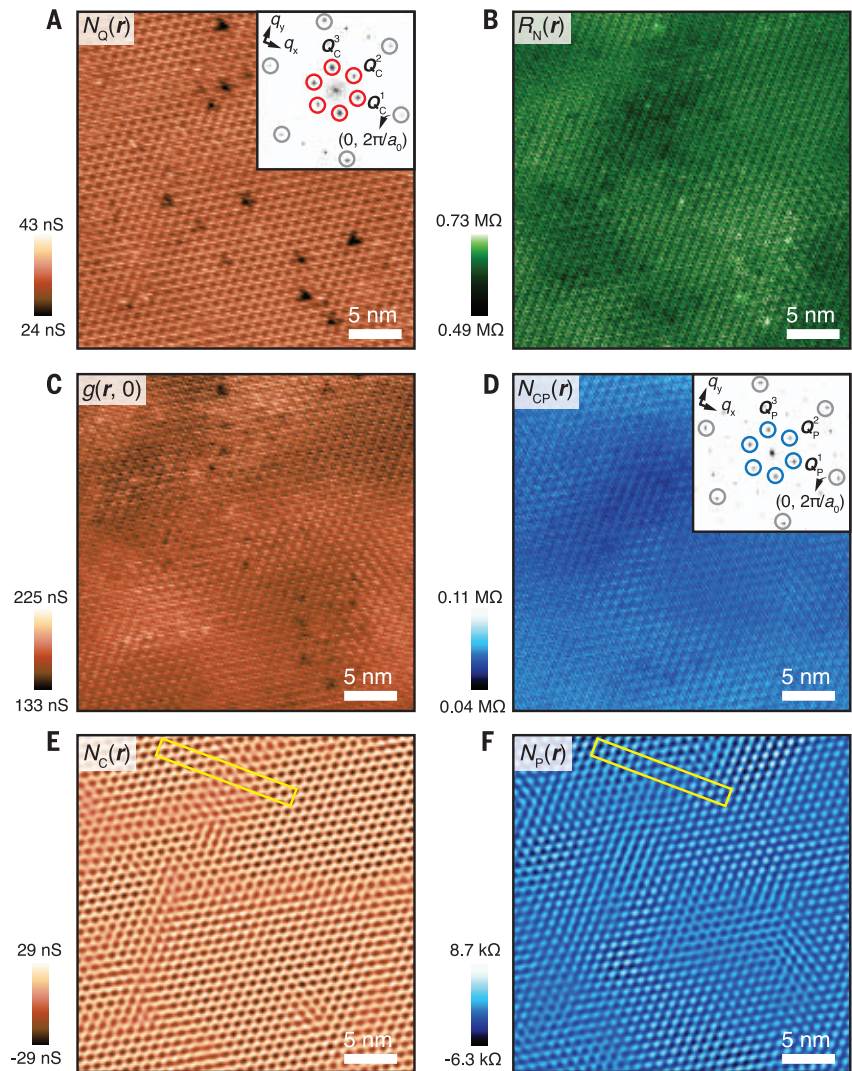 A
N_Q(r)
q_y
q_x
Q_C^3
Q_C^2
Q_C^1
(0, 2π/a_0)
43 nS
24 nS
5 nm
B
R_N(r)
0.73 MΩ
0.49 MΩ
5 nm
C
g(r, 0)
225 nS
133 nS
5 nm
D
N_CP(r)
q_y
q_x
Q_P^3
Q_P^2
Q_P^1
(0, 2π/a_0)
0.11 MΩ
0.04 MΩ
5 nm
E
N_C(r)
29 nS
-29 nS
5 nm
F
N_P(r)
8.7 kΩ
-6.3 kΩ
5 nm